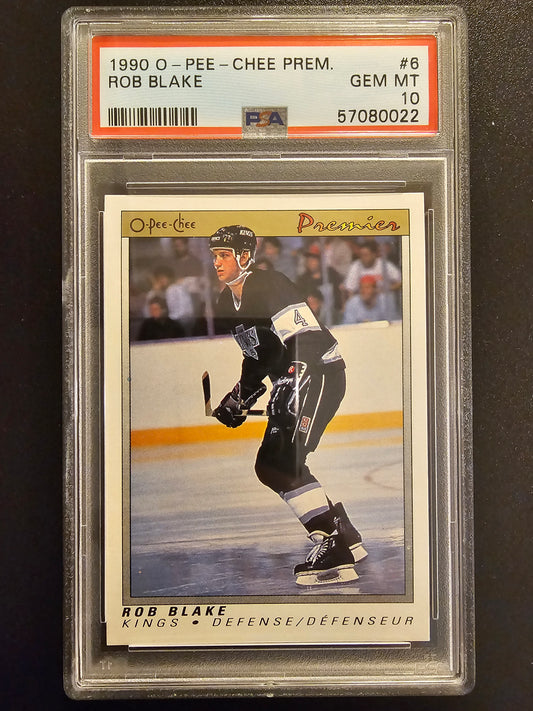 1990 O-PEE-CHEE PREM. #6
ROB BLAKE GEM MT
10
PSA 57080022
O-Pee-Chee Premier
KINGS
4
KINGS
ROB BLAKE
KINGS • DEFENSE/DÉFENSEUR